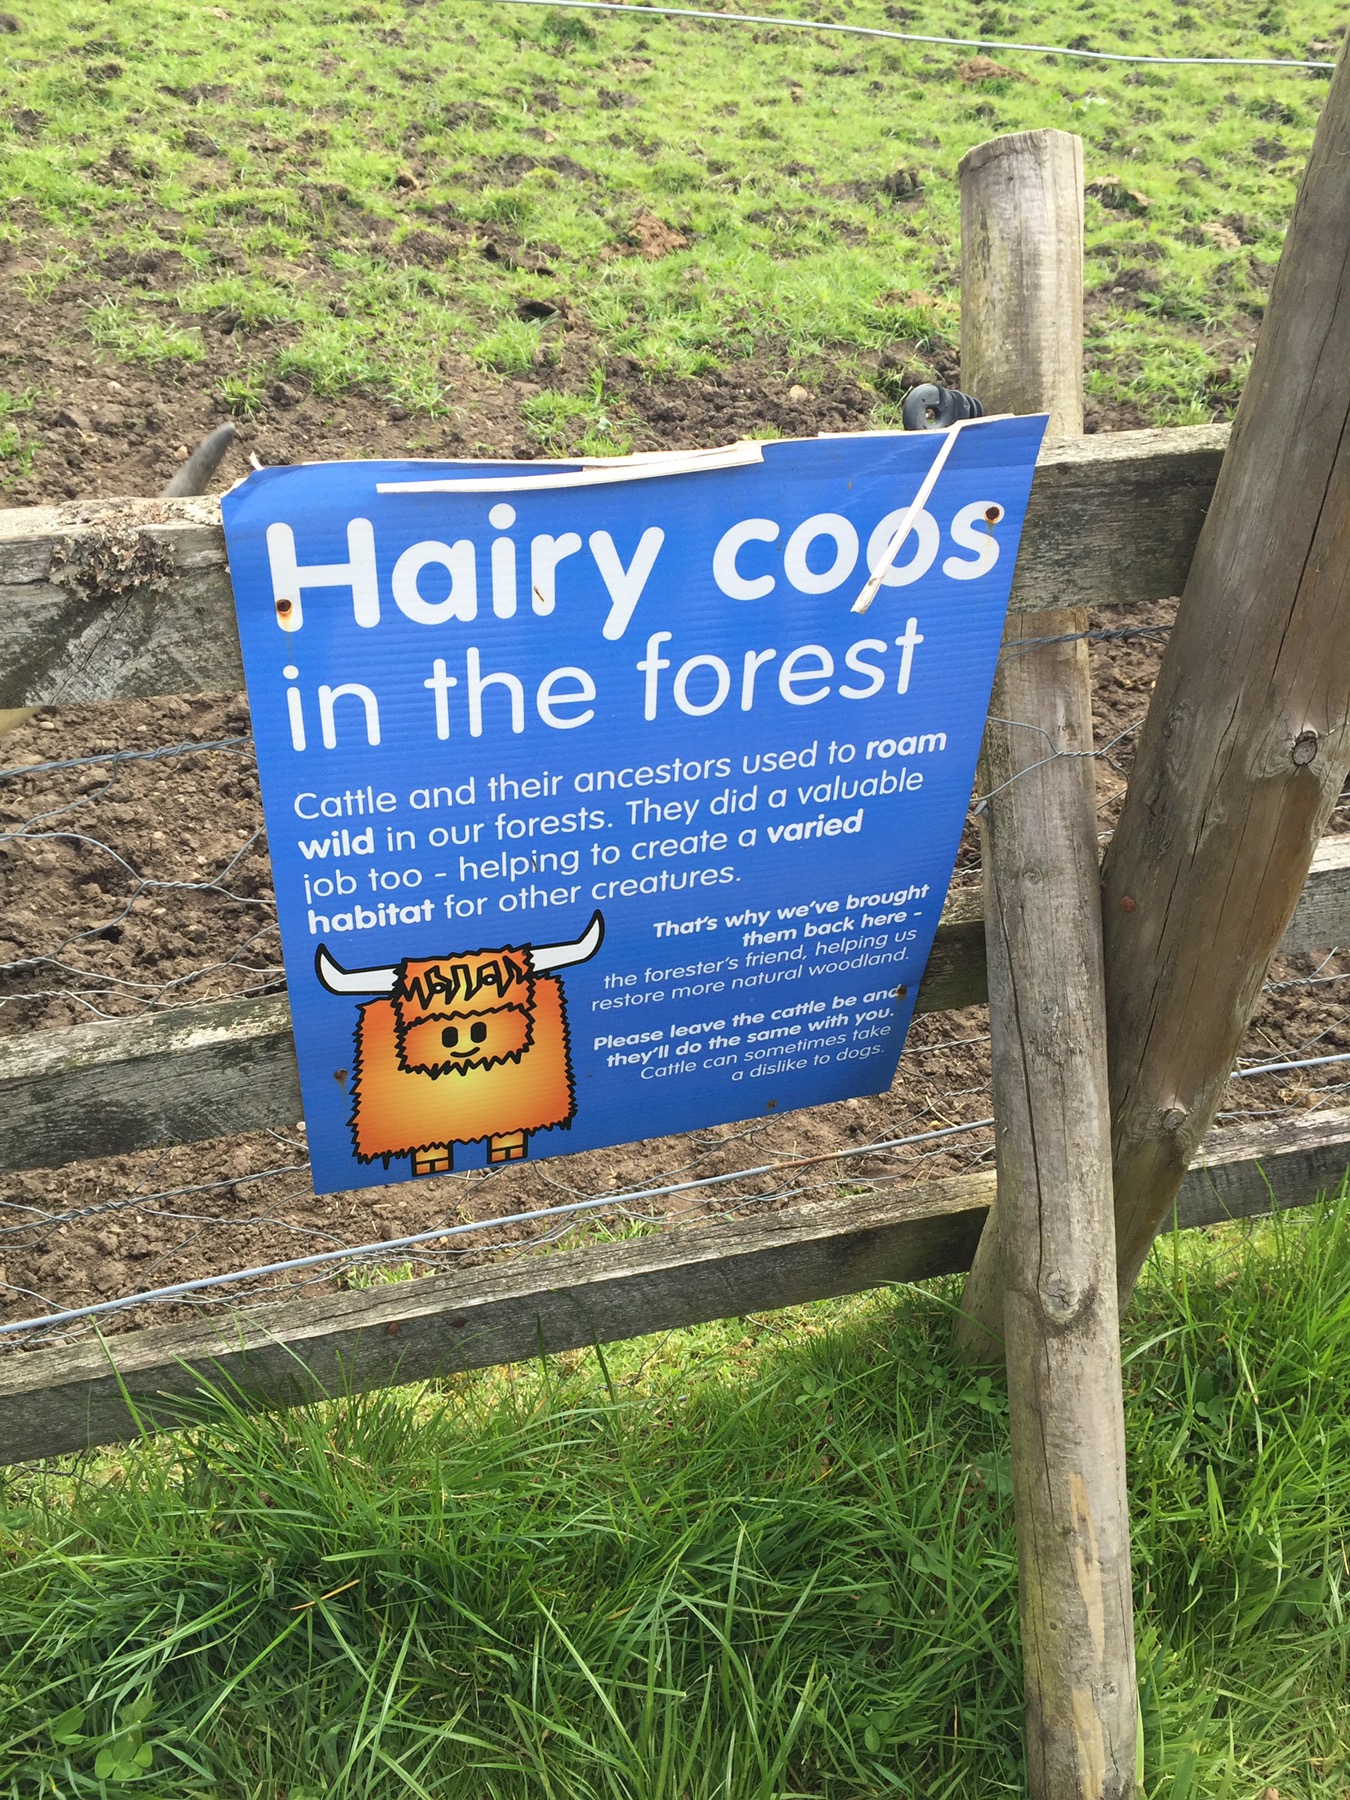 Hairy coos
in the forest
Cattle and their ancestors used to roam
wild in our forests. They did a valuable
job too - helping to create a varied
habitat for other creatures.
That's why we've brought
them back here -
the forester's friend, helping us
restore more natural woodland.
Please leave the cattle be and
they'll do the same with you.
Cattle can sometimes take
a dislike to dogs.